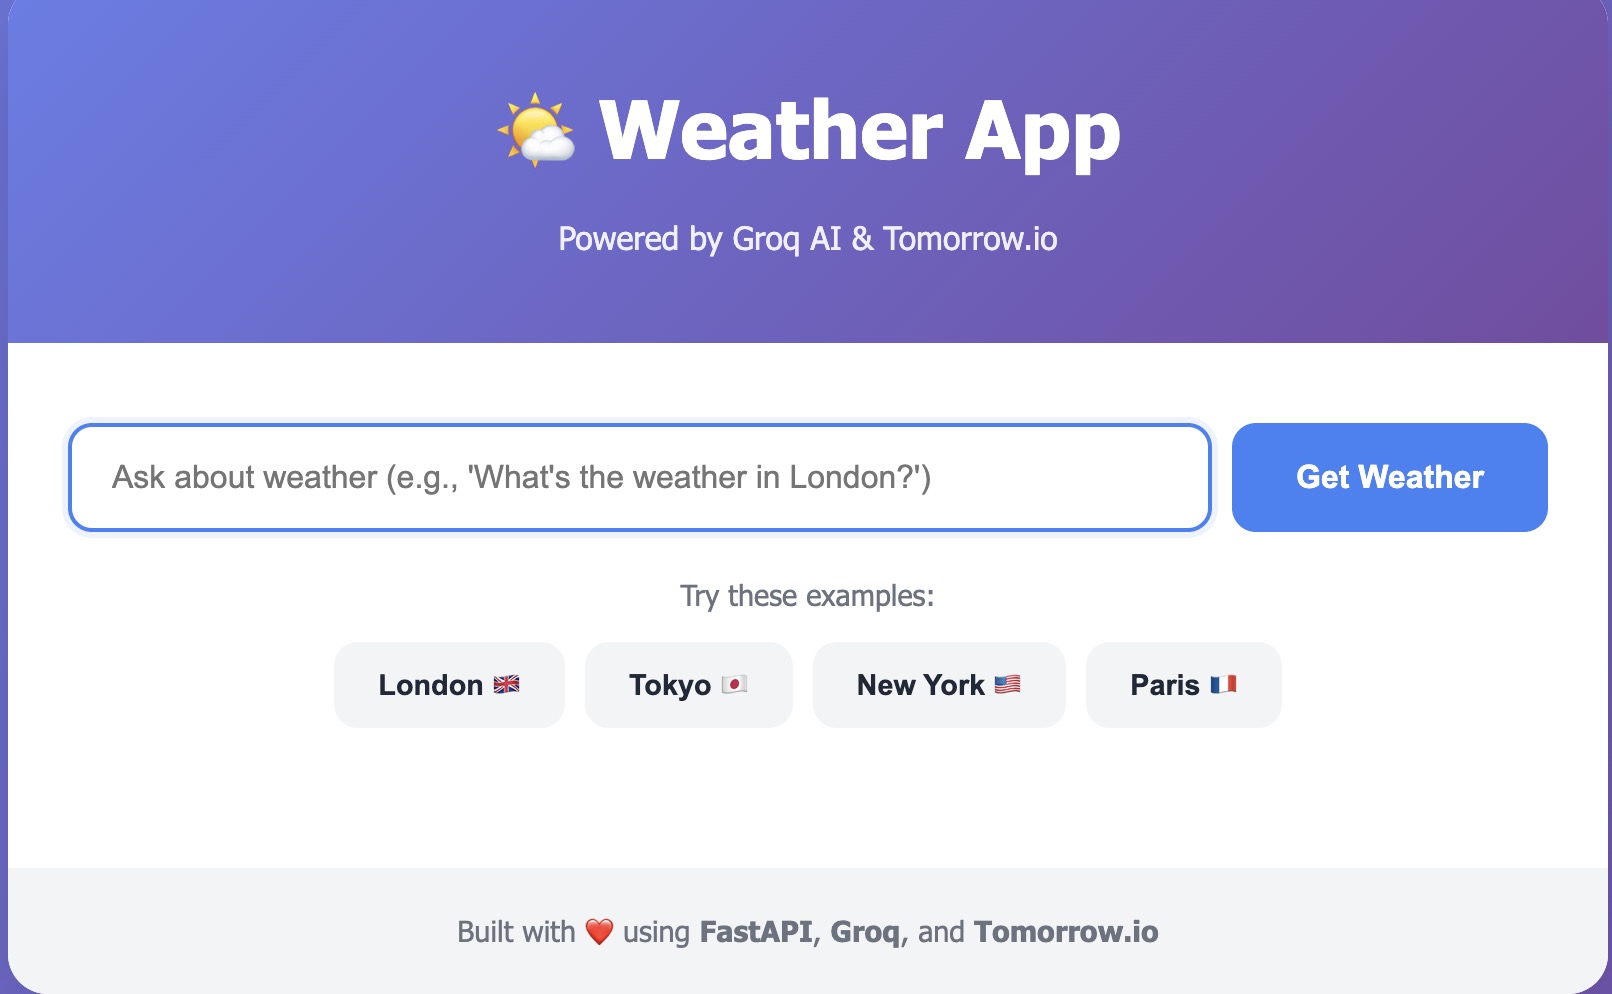 Weather App
Powered by Groq AI & Tomorrow.io
Ask about weather (e.g., 'What's the weather in London?')
Get Weather
Try these examples:
London 🇬🇧
Tokyo 🇯🇵
New York 🇺🇸
Paris 🇫🇷
Built with ❤️ using FastAPI, Groq, and Tomorrow.io